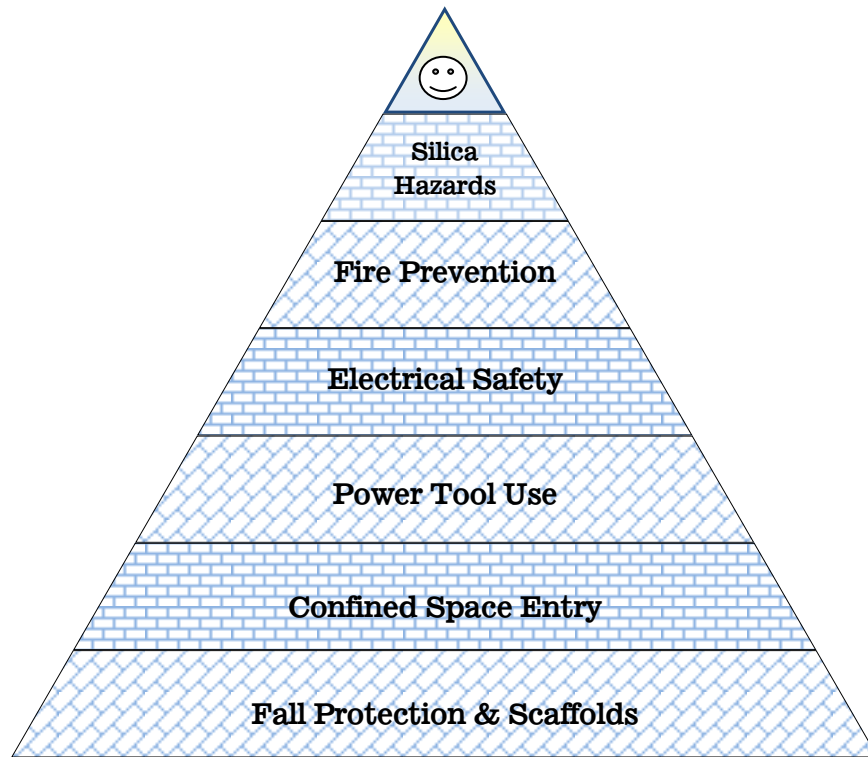 Silica
Hazards
Fire Prevention
Electrical Safety
Power Tool Use
Confined Space Entry
Fall Protection & Scaffolds